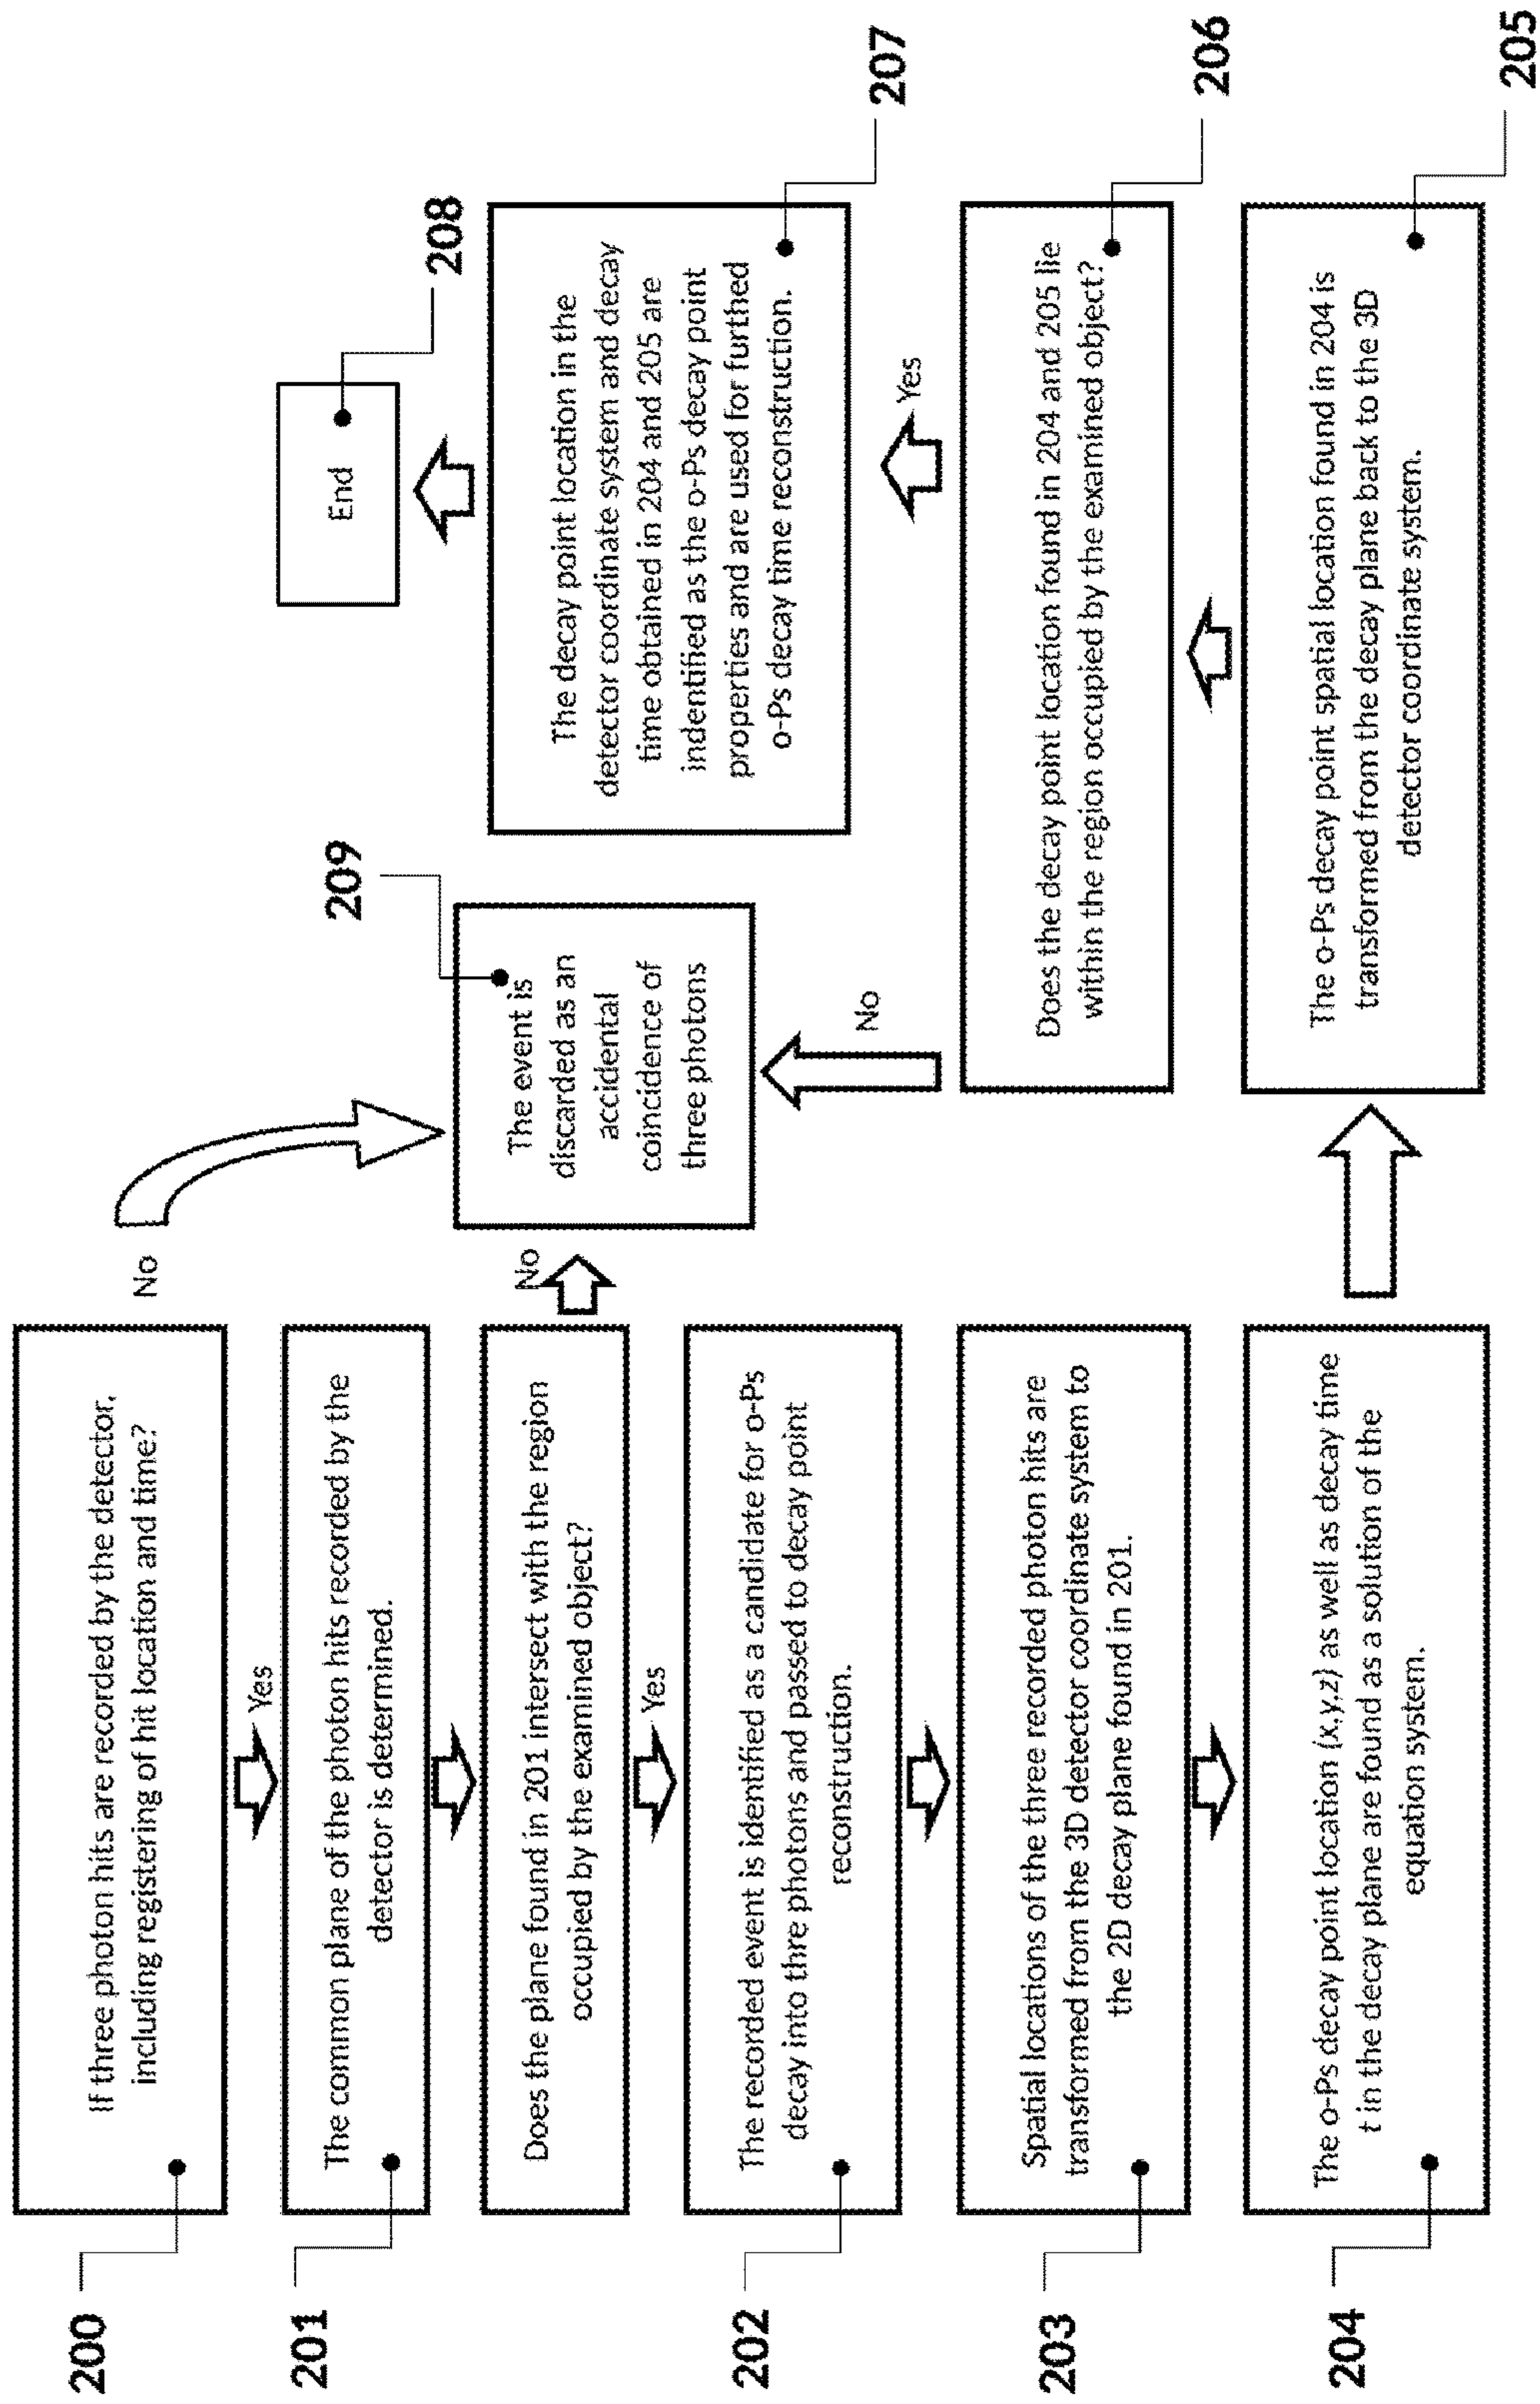 200
If three photon hits are recorded by the detector,
including registering of hit location and time?
No
Yes
201
The common plane of the photon hits recorded by the
detector is determined.
Does the plane found in 201 intersect with the region
occupied by the examined object?
No
Yes
202
The recorded event is identified as a candidate for o-Ps
decay into thre photons and passed to decay point
reconstruction.
203
Spatial locations of the three recorded photon hits are
transformed from the 3D detector coordinate system to
the 2D decay plane found in 201.
204
The o-Ps decay point location (x,y,z) as well as decay time
t in the decay plane are found as a solution of the
equation system.
205
The o-Ps decay point spatial location found in 204 is
transformed from the decay plane back to the 3D
detector coordinate system.
206
Does the decay point location found in 204 and 205 lie
within the region occupied by the examined object?
No
Yes
209
The event is
discarded as an
accidental
coincidence of
three photons
207
The decay point location in the
detector coordinate system and decay
time obtained in 204 and 205 are
indentified as the o-Ps decay point
properties and are used for furthed
o-Ps decay time reconstruction.
208
End